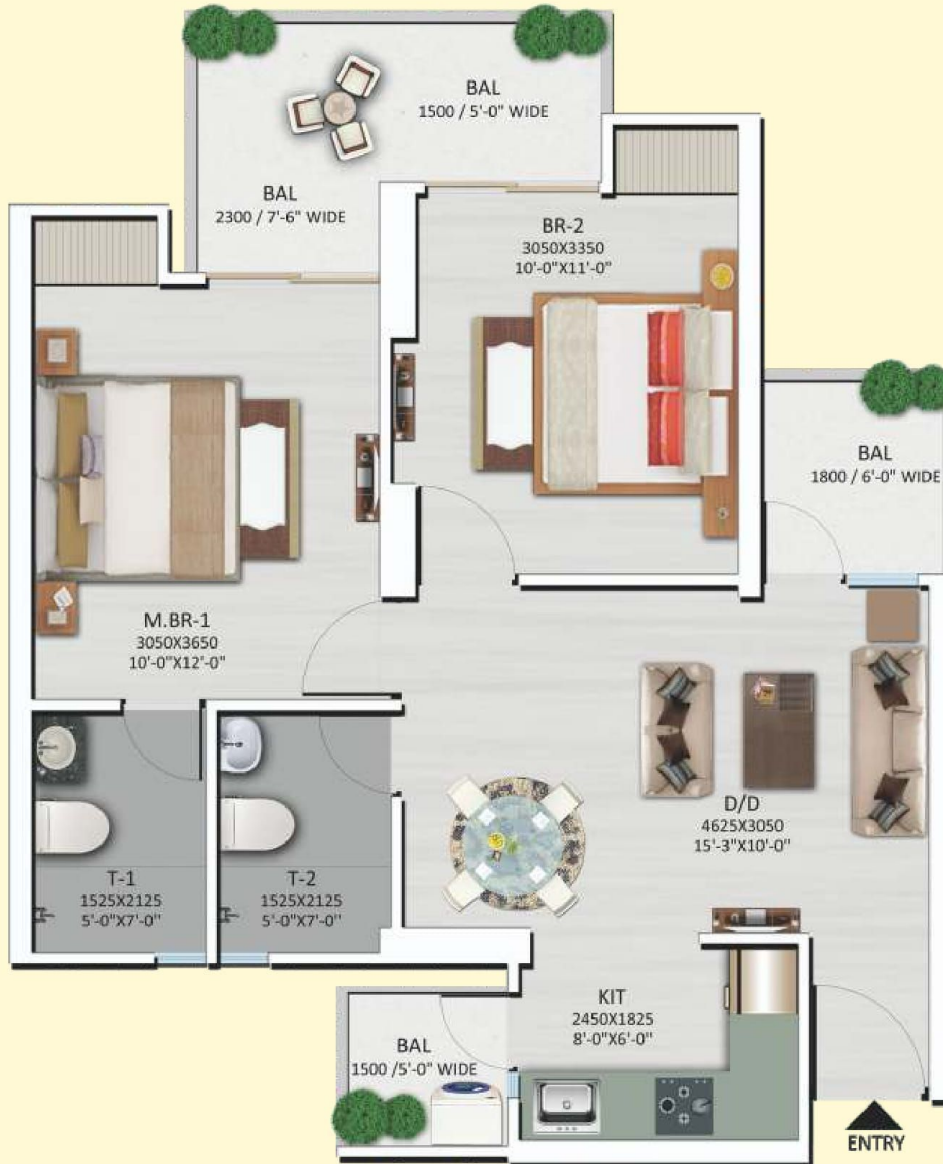 BAL
1500 / 5'-0" WIDE
BAL
2300 / 7'-6" WIDE
BR-2
3050X3350
10'-0"X11'-0"
BAL
1800 / 6'-0" WIDE
M.BR-1
3050X3650
10'-0"X12'-0"
D/D
4625X3050
15'-3"X10'-0"
T-1
1525X2125
5'-0"X7'-0"
T-2
1525X2125
5'-0"X7'-0"
KIT
2450X1825
8'-0"X6'-0"
BAL
1500 /5'-0" WIDE
ENTRY